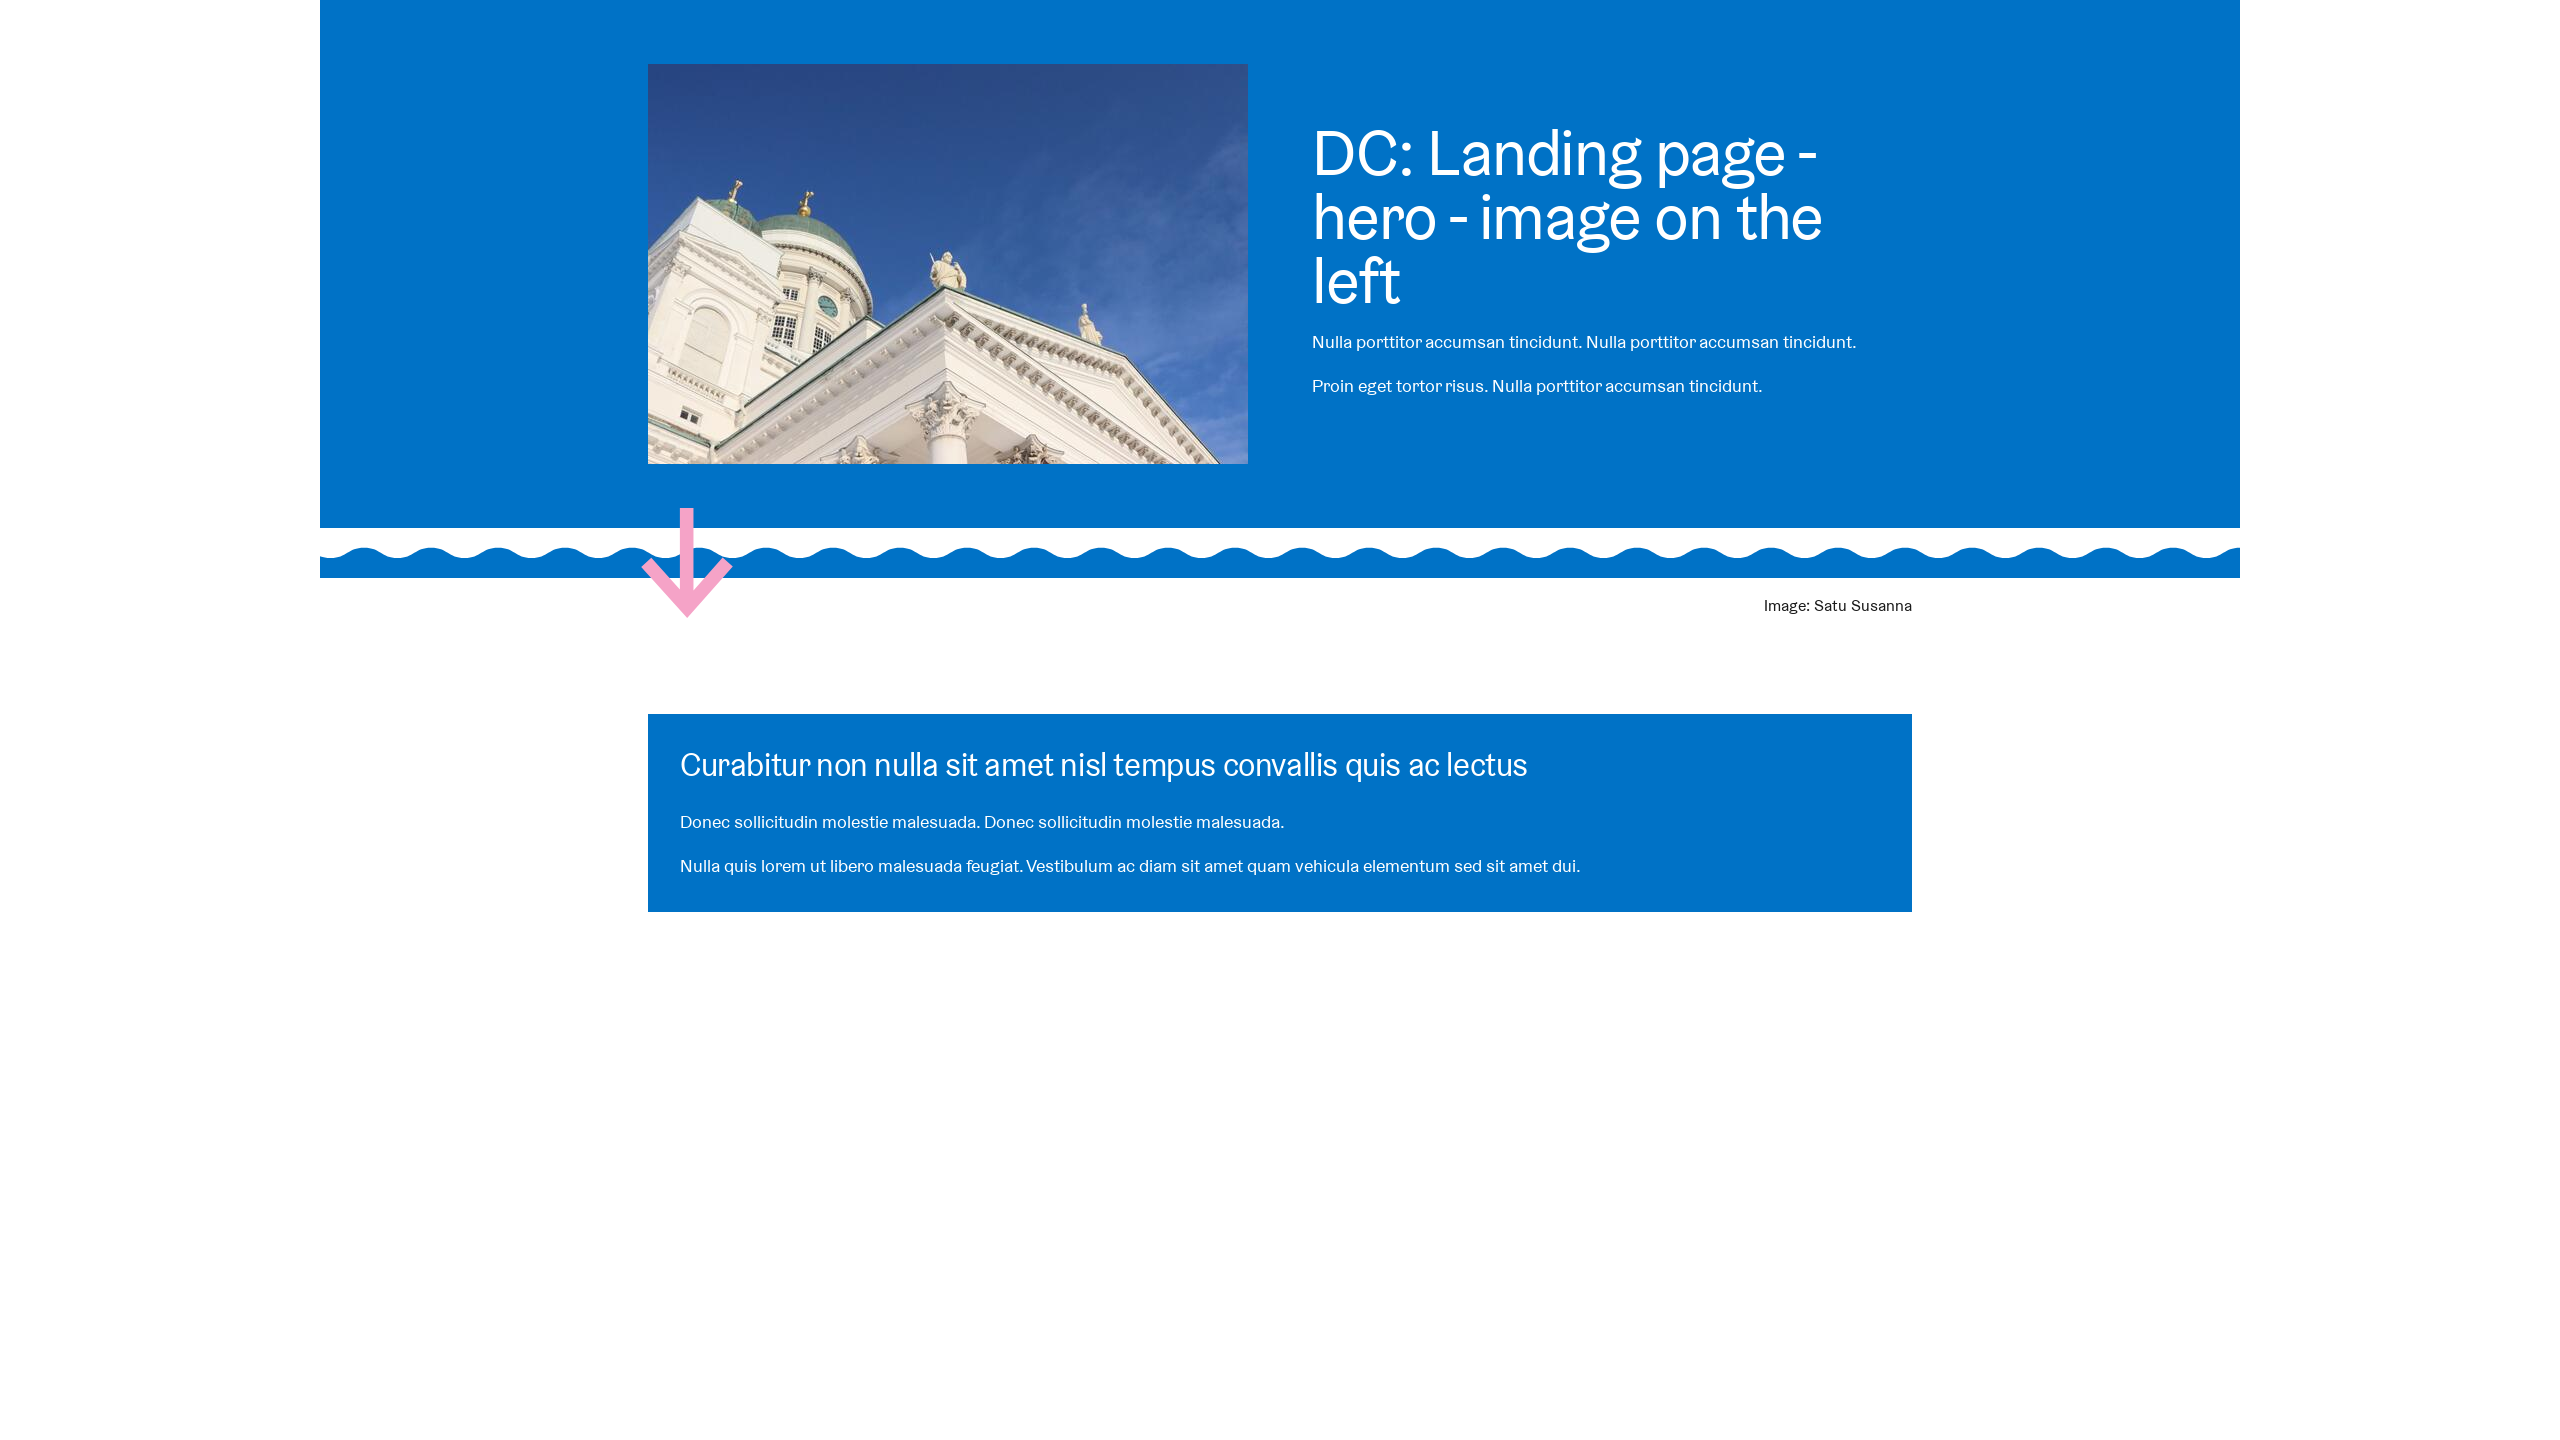 DC: Landing page -
hero - image on the
left
Nulla porttitor accumsan tincidunt. Nulla porttitor accumsan tincidunt.
Proin eget tortor risus. Nulla porttitor accumsan tincidunt.
Image: Satu Susanna
Curabitur non nulla sit amet nisl tempus convallis quis ac lectus
Donec sollicitudin molestie malesuada. Donec sollicitudin molestie malesuada.
Nulla quis lorem ut libero malesuada feugiat. Vestibulum ac diam sit amet quam vehicula elementum sed sit amet dui.